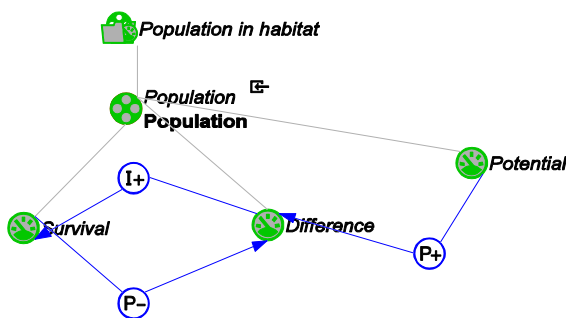 Population in habitat
Population
Population
Potential
I+
Survival
Difference
P+
P−